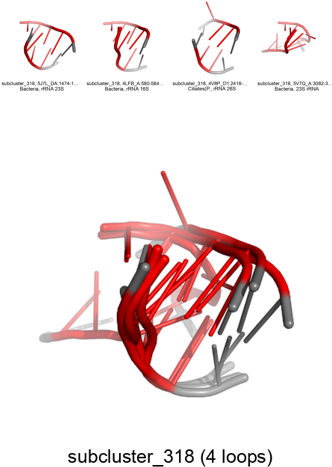 subcluster_318, 5J7L_DA:1474-1...
Bacteria, rRNA 23S
subcluster_318, 4LFB_A:580-584...
Bacteria, rRNA 16S
subcluster_318, 4V8P_D1:2418-...
Ciliates(P., rRNA 26S
subcluster_318, 5V7Q_A:3082-3...
Bacteria, 23S rRNA
subcluster_318 (4 loops)